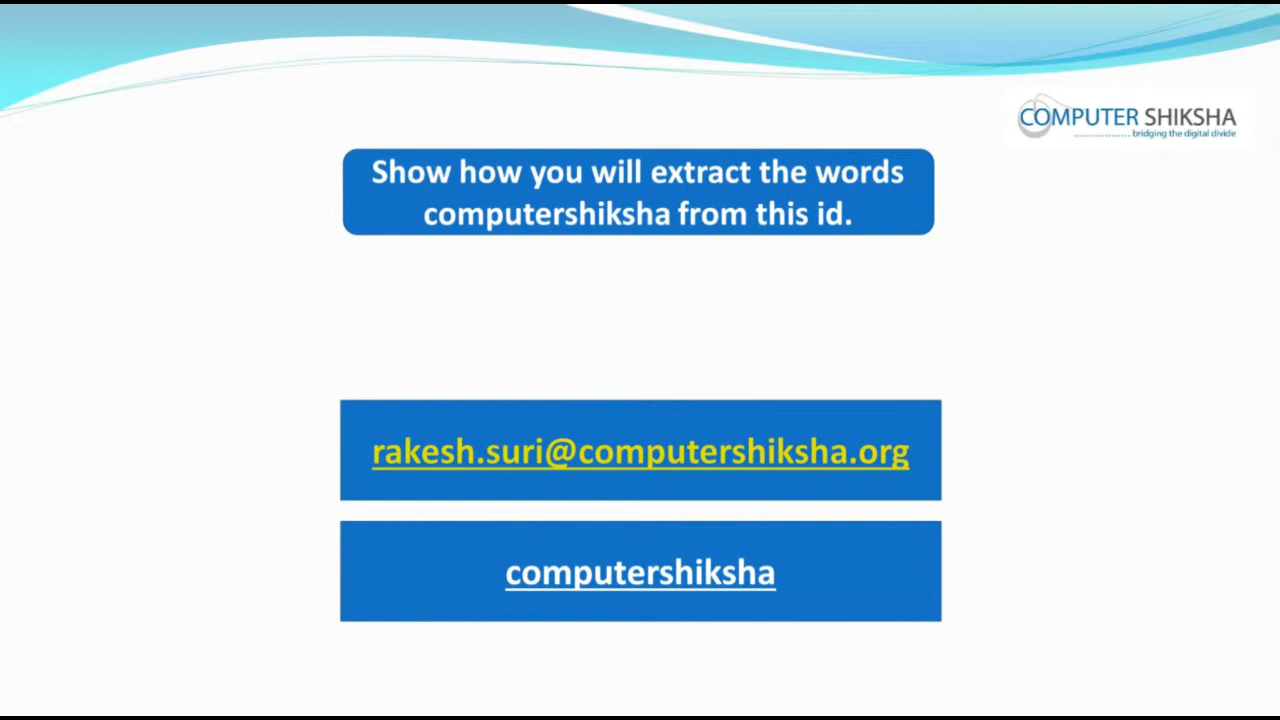 COMPUTER SHIKSHA
bridging the digital divide
Show how you will extract the words
computershiksha from this id.
rakesh.suri@computershiksha.org
computershiksha